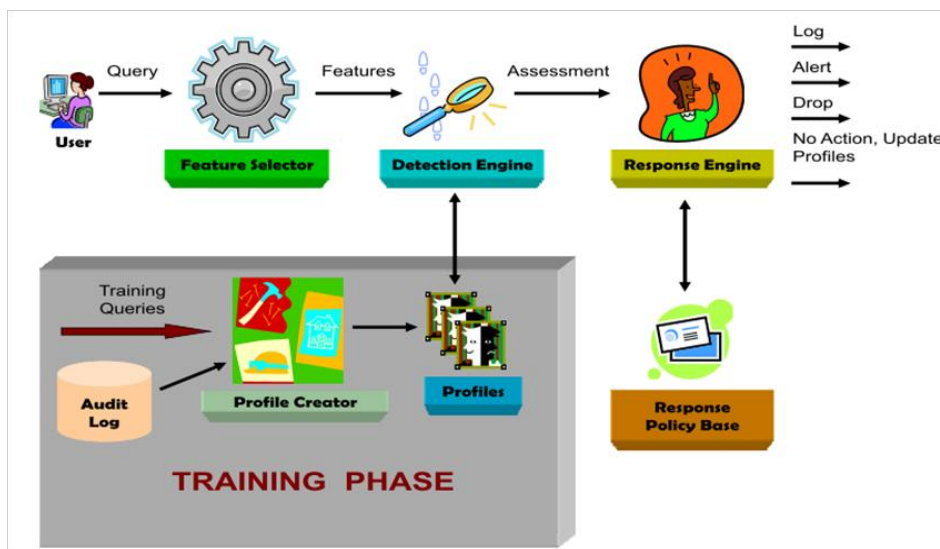 Query
Features
Assessment
Log
Alert
Drop
No Action, Update
Profiles
User
Feature Selector
Detection Engine
Response Engine
Training
Queries
Audit
Log
Profile Creator
Profiles
Response
Policy Base
TRAINING PHASE